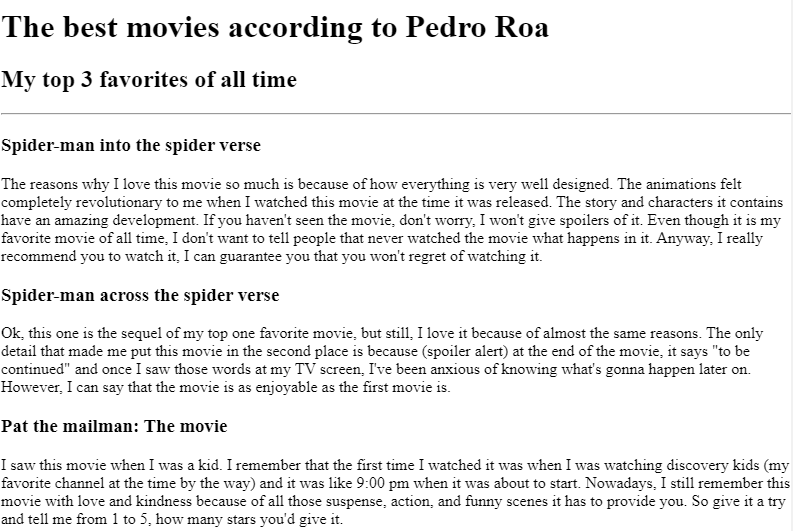 The best movies according to Pedro Roa
My top 3 favorites of all time
Spider-man into the spider verse
The reasons why I love this movie so much is because of how everything is very well designed. The animations felt
completely revolutionary to me when I watched this movie at the time it was released. The story and characters it contains
have an amazing development. If you haven't seen the movie, don't worry, I won't give spoilers of it. Even though it is my
favorite movie of all time, I don't want to tell people that never watched the movie what happens in it. Anyway, I really
recommend you to watch it, I can guarantee you that you won't regret of watching it.
Spider-man across the spider verse
Ok, this one is the sequel of my top one favorite movie, but still, I love it because of almost the same reasons. The only
detail that made me put this movie in the second place is because (spoiler alert) at the end of the movie, it says "to be
continued" and once I saw those words at my TV screen, I've been anxious of knowing what's gonna happen later on.
However, I can say that the movie is as enjoyable as the first movie is.
Pat the mailman: The movie
I saw this movie when I was a kid. I remember that the first time I watched it was when I was watching discovery kids (my
favorite channel at the time by the way) and it was like 9:00 pm when it was about to start. Nowadays, I still remember this
movie with love and kindness because of all those suspense, action, and funny scenes it has to provide you. So give it a try
and tell me from 1 to 5, how many stars you'd give it.